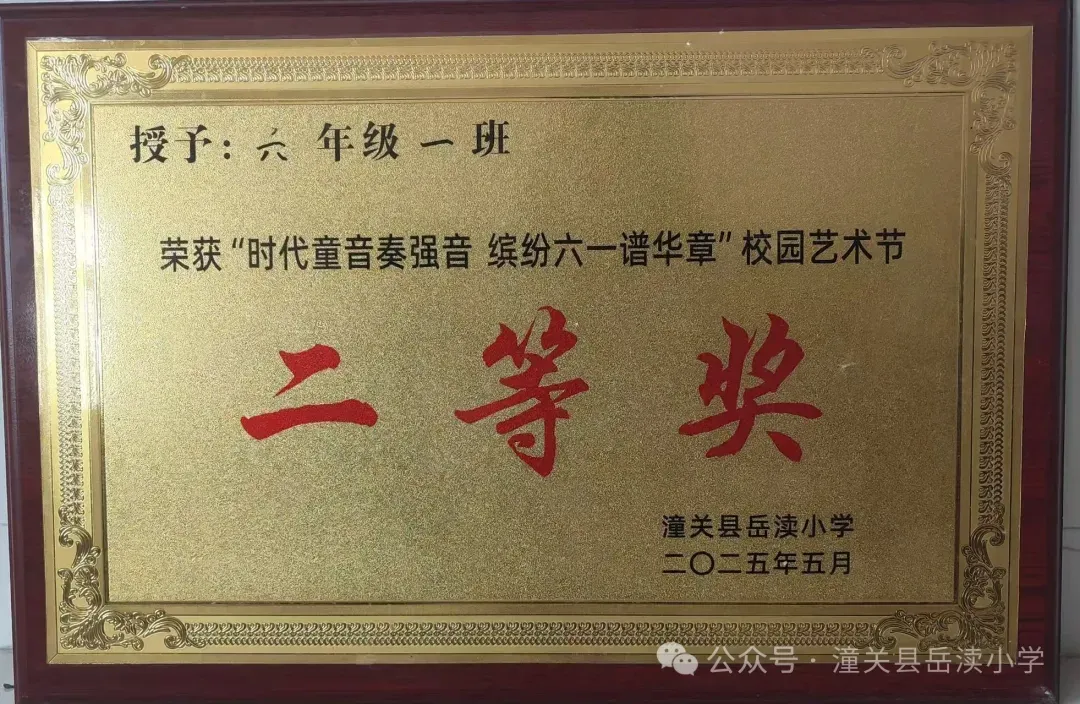 授予：六年级一班
荣获“时代童音奏强音 缤纷六一谱华章”校园艺术节
二等奖
潼关县岳渎小学
二〇二五年五月
公众号·潼关县岳渎小学